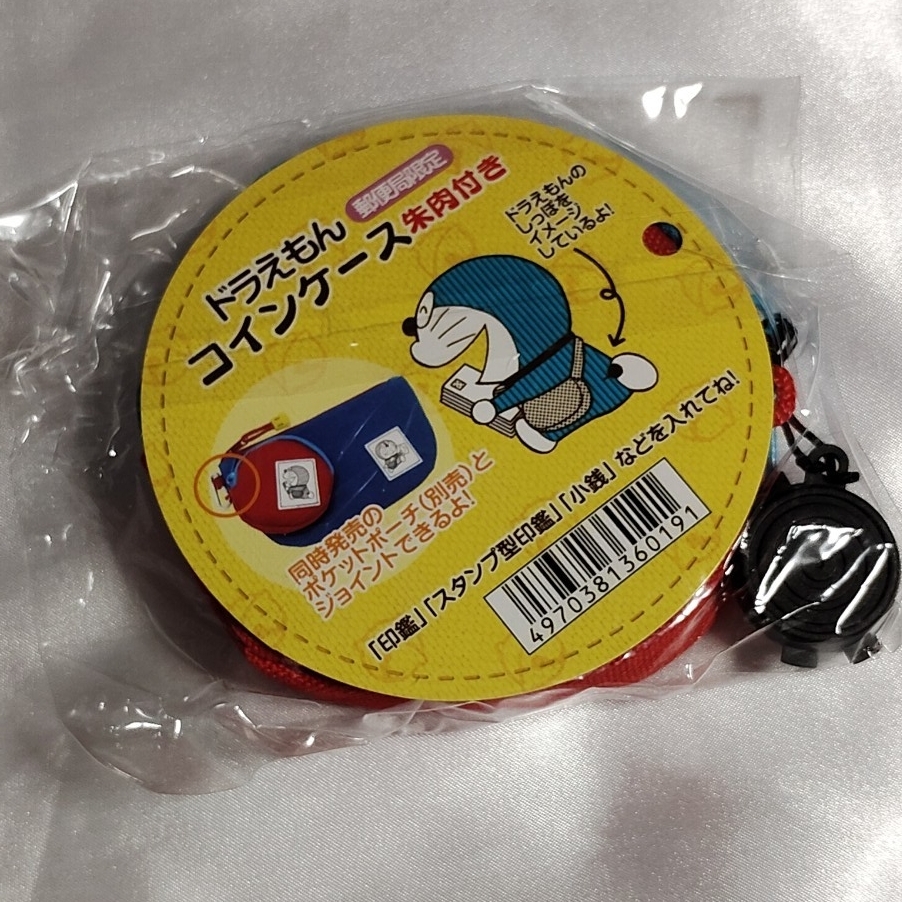 郵便局限定
ドラえもん
コインケース朱肉付き
ドラえもんの
しっぽを
イメージ
しているよ!
同時発売の
ポケットポーチ(別売)と
ジョイントできるよ!
「印鑑」「スタンプ型印鑑」「小銭」などを入れてね!
4970381360191